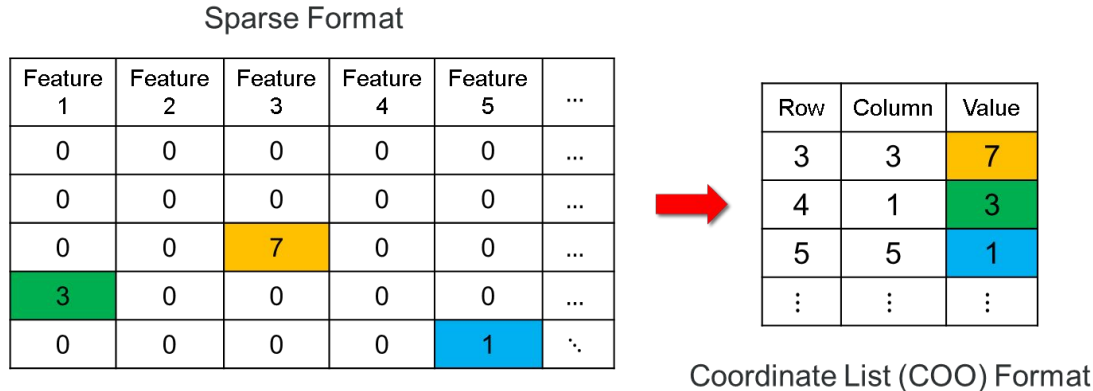 Sparse Format
Feature 1 Feature 2 Feature 3 Feature 4 Feature 5 ...
0 0 0 0 0 ...
0 0 0 0 0 ...
0 0 7 0 0 ...
3 0 0 0 0 ...
0 0 0 0 1 ⋱
Row Column Value
3 3 7
4 1 3
5 5 1
⋮ ⋮ ⋮
Coordinate List (COO) Format